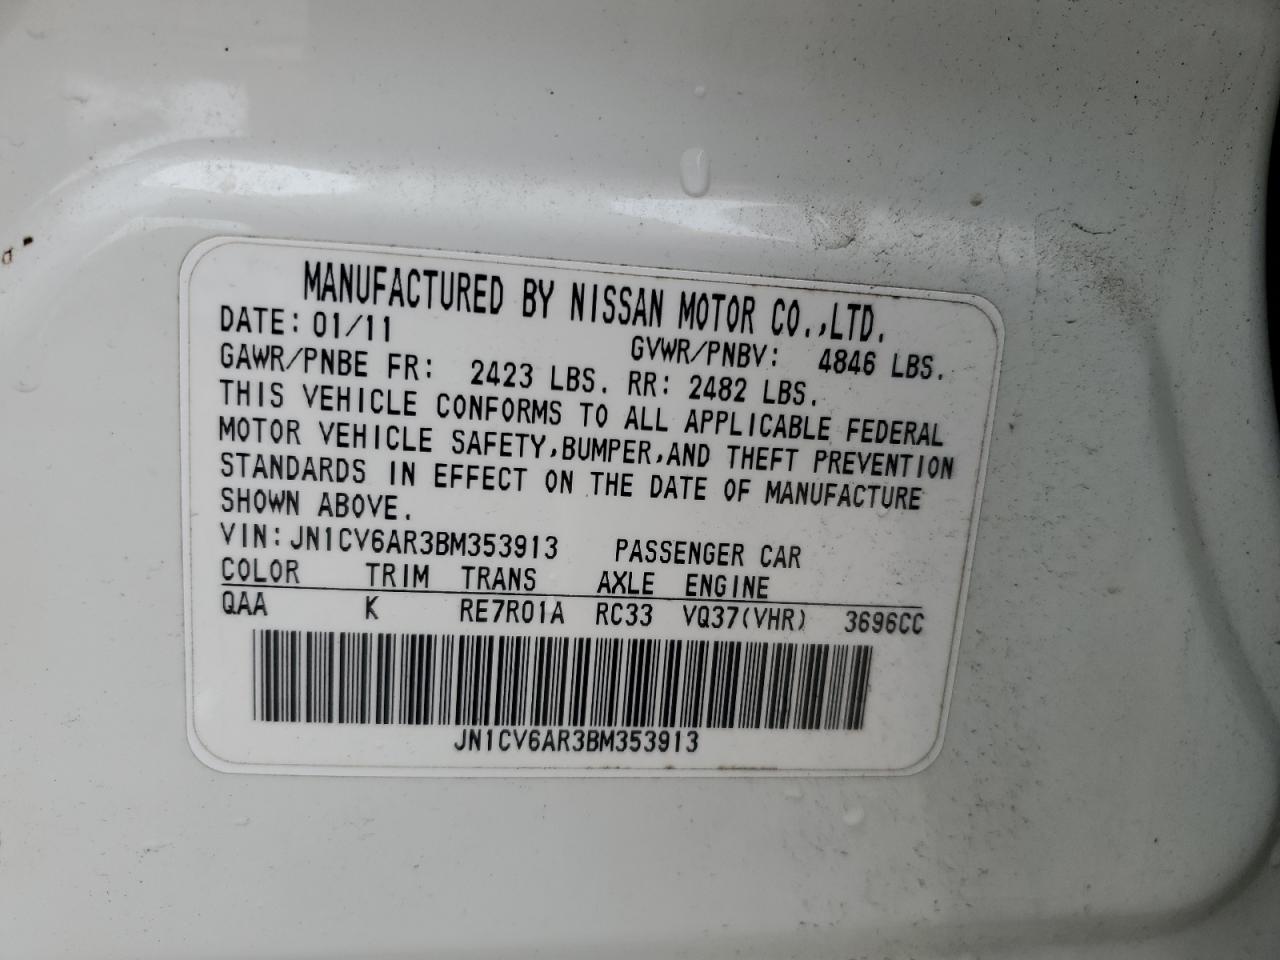 MANUFACTURED BY NISSAN MOTOR CO.,LTD.
DATE: 01/11 GVWR/PNBV: 4846 LBS.
GAWR/PNBE FR: 2423 LBS. RR: 2482 LBS.
THIS VEHICLE CONFORMS TO ALL APPLICABLE FEDERAL
MOTOR VEHICLE SAFETY,BUMPER,AND THEFT PREVENTION
STANDARDS IN EFFECT ON THE DATE OF MANUFACTURE
SHOWN ABOVE.
VIN:JN1CV6AR3BM353913 PASSENGER CAR
COLOR TRIM TRANS AXLE ENGINE
QAA K RE7R01A RC33 VQ37(VHR) 3696CC
JN1CV6AR3BM353913